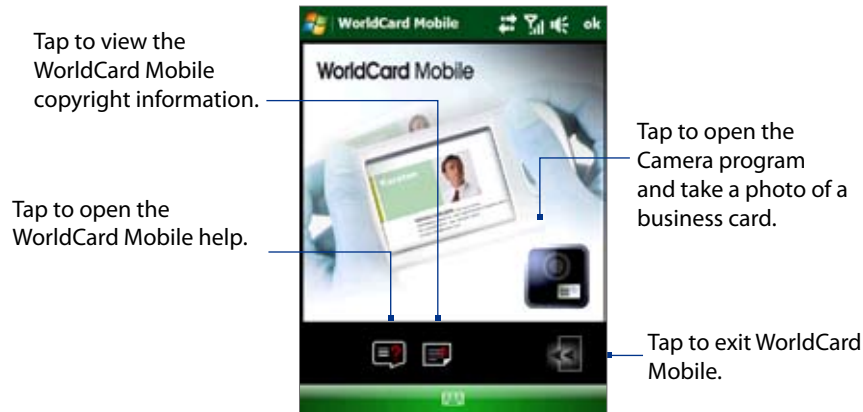 Tap to view the
WorldCard Mobile
copyright information.
Tap to open the
WorldCard Mobile help.
WorldCard Mobile
ok
WorldCard Mobile
Tap to open the
Camera program
and take a photo of a
business card.
Tap to exit WorldCard
Mobile.